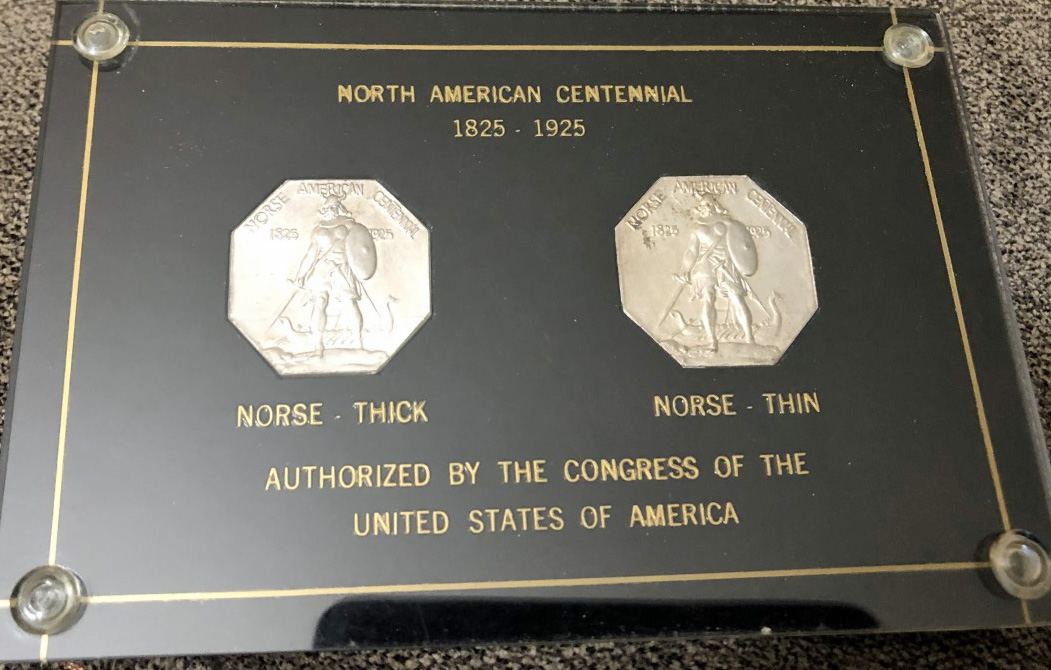 NORTH AMERICAN CENTENNIAL
1825 - 1925
NORSE AMERICAN CENTENNIAL
1825 1925
NORSE AMERICAN CENTENNIAL
1825 1925
NORSE - THICK
NORSE - THIN
AUTHORIZED BY THE CONGRESS OF THE
UNITED STATES OF AMERICA